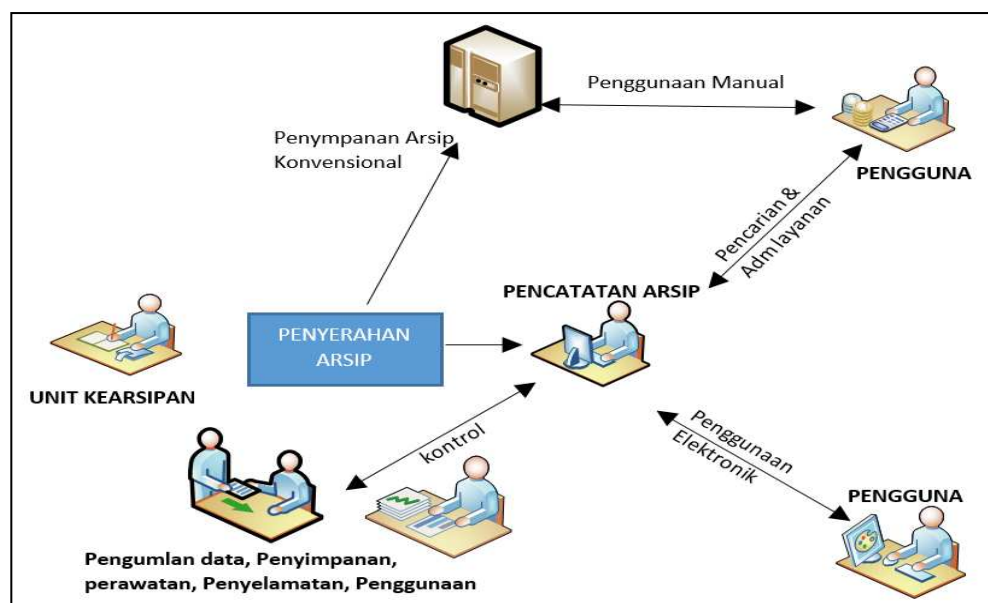 Penggunaan Manual
Penympanan Arsip
Konvensional
PENGGUNA
Pencarian &
Adm layanan
PENCATATAN ARSIP
PENYERAHAN
ARSIP
UNIT KEARSIPAN
kontrol
Penggunaan
Elektronik
PENGGUNA
Pengumlan data, Penyimpanan,
perawatan, Penyelamatan, Penggunaan